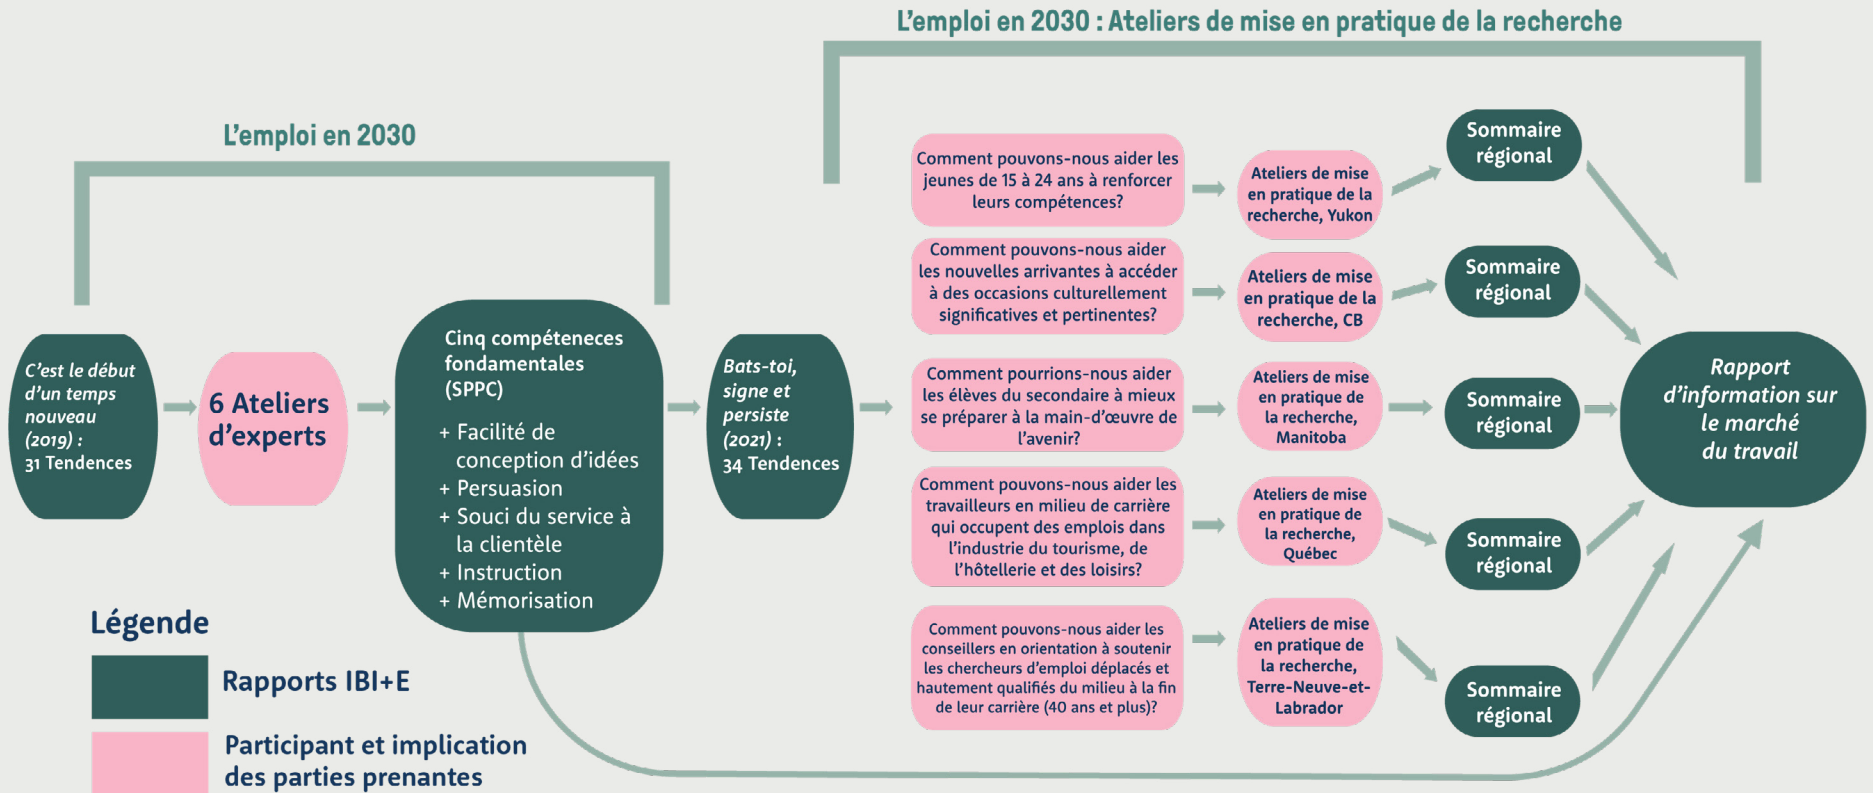 L'emploi en 2030 : Ateliers de mise en pratique de la recherche
L'emploi en 2030
C'est le début
d'un temps
nouveau
(2019) :
31 Tendences
6 Ateliers
d'experts
Cinq compéteneces
fondamentales
(SPPC)
+ Facilité de
conception d'idées
+ Persuasion
+ Souci du service à
la clientèle
+ Instruction
+ Mémorisation
Bats-toi,
signe et
persiste
(2021) :
34 Tendences
Comment pouvons-nous aider les
jeunes de 15 à 24 ans à renforcer
leurs compétences?
Ateliers de mise
en pratique de la
recherche, Yukon
Sommaire
régional
Comment pouvons-nous aider
les nouvelles arrivantes à accéder
à des occasions culturellement
significatives et pertinentes?
Ateliers de mise
en pratique de la
recherche, CB
Sommaire
régional
Comment pourrions-nous aider
les élèves du secondaire à mieux
se préparer à la main-d'œuvre de
l'avenir?
Ateliers de mise
en pratique de
la recherche,
Manitoba
Sommaire
régional
Comment pouvons-nous aider les
travailleurs en milieu de carrière
qui occupent des emplois dans
l'industrie du tourisme, de
l'hôtellerie et des loisirs?
Ateliers de mise
en pratique de
la recherche,
Québec
Sommaire
régional
Comment pouvons-nous aider les
conseillers en orientation à soutenir
les chercheurs d'emploi déplacés et
hautement qualifiés du milieu à la fin
de leur carrière (40 ans et plus)?
Ateliers de mise
en pratique de
la recherche,
Terre-Neuve-et-
Labrador
Sommaire
régional
Rapport
d'information sur
le marché
du travail
Légende
Rapports IBI+E
Participant et implication
des parties prenantes